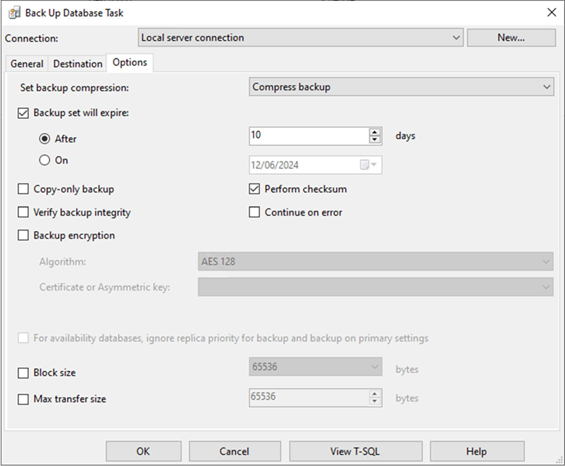 Back Up Database Task
Connection: Local server connection New...
General Destination Options
Set backup compression: Compress backup
Backup set will expire:
After 10 days
On 12/06/2024
Copy-only backup Perform checksum
Verify backup integrity Continue on error
Backup encryption
Algorithm: AES 128
Certificate or Asymmetric key:
For availability databases, ignore replica priority for backup and backup on primary settings
Block size 65536 bytes
Max transfer size 65536 bytes
OK Cancel View T-SQL Help